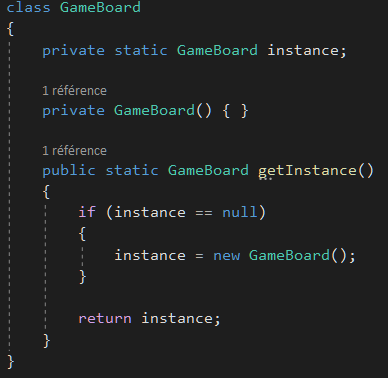 class GameBoard
{
private static GameBoard instance;
1 référence
private GameBoard() { }
1 référence
public static GameBoard getInstance()
{
if (instance == null)
{
instance = new GameBoard();
}
return instance;
}
}